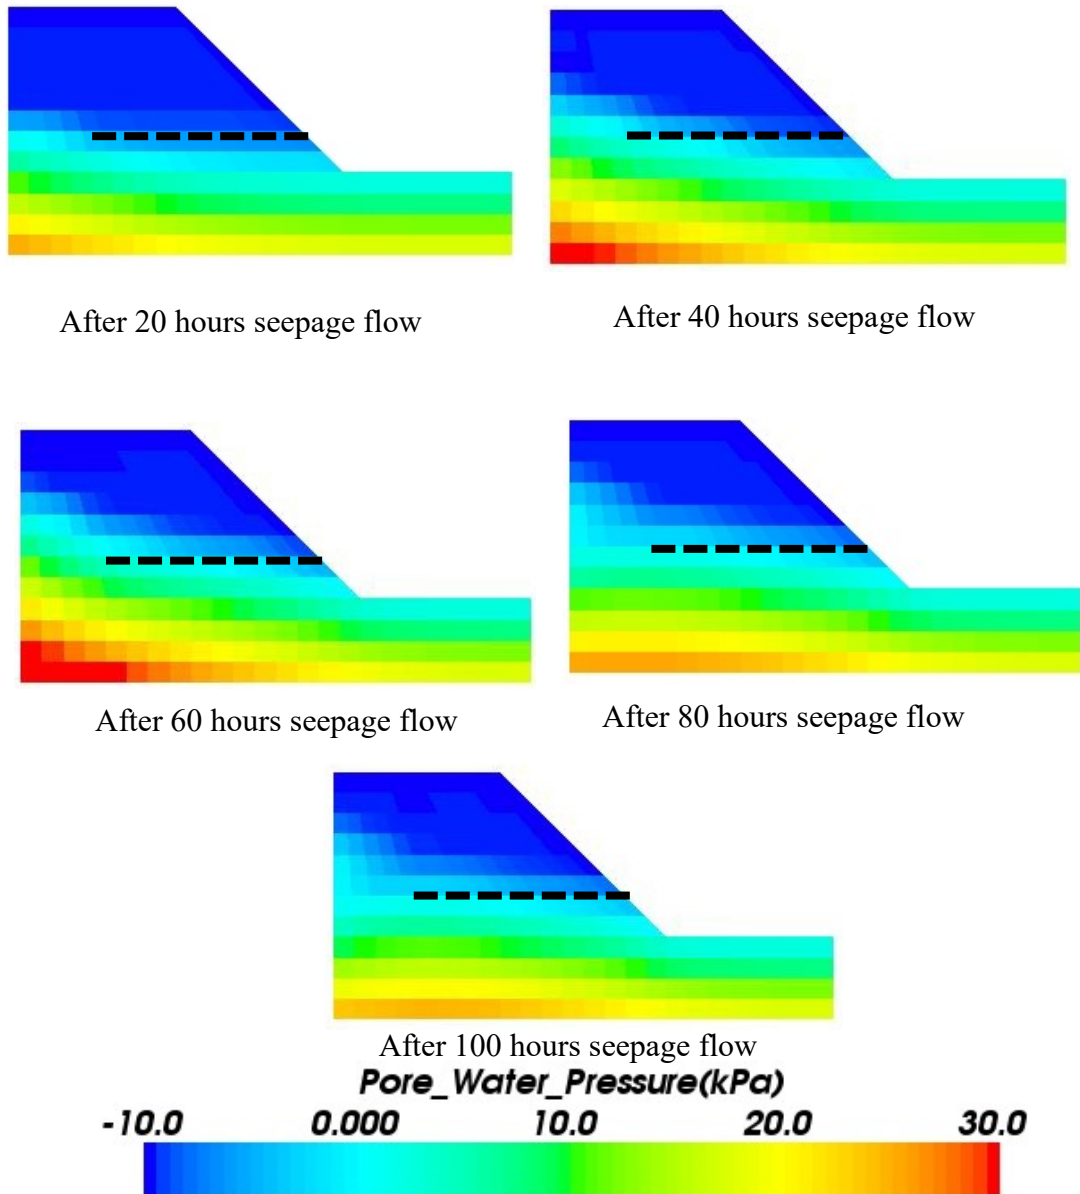 After 20 hours seepage flow
After 40 hours seepage flow
After 60 hours seepage flow
After 80 hours seepage flow
After 100 hours seepage flow
Pore_Water_Pressure(kPa)
-10.0 0.000 10.0 20.0 30.0